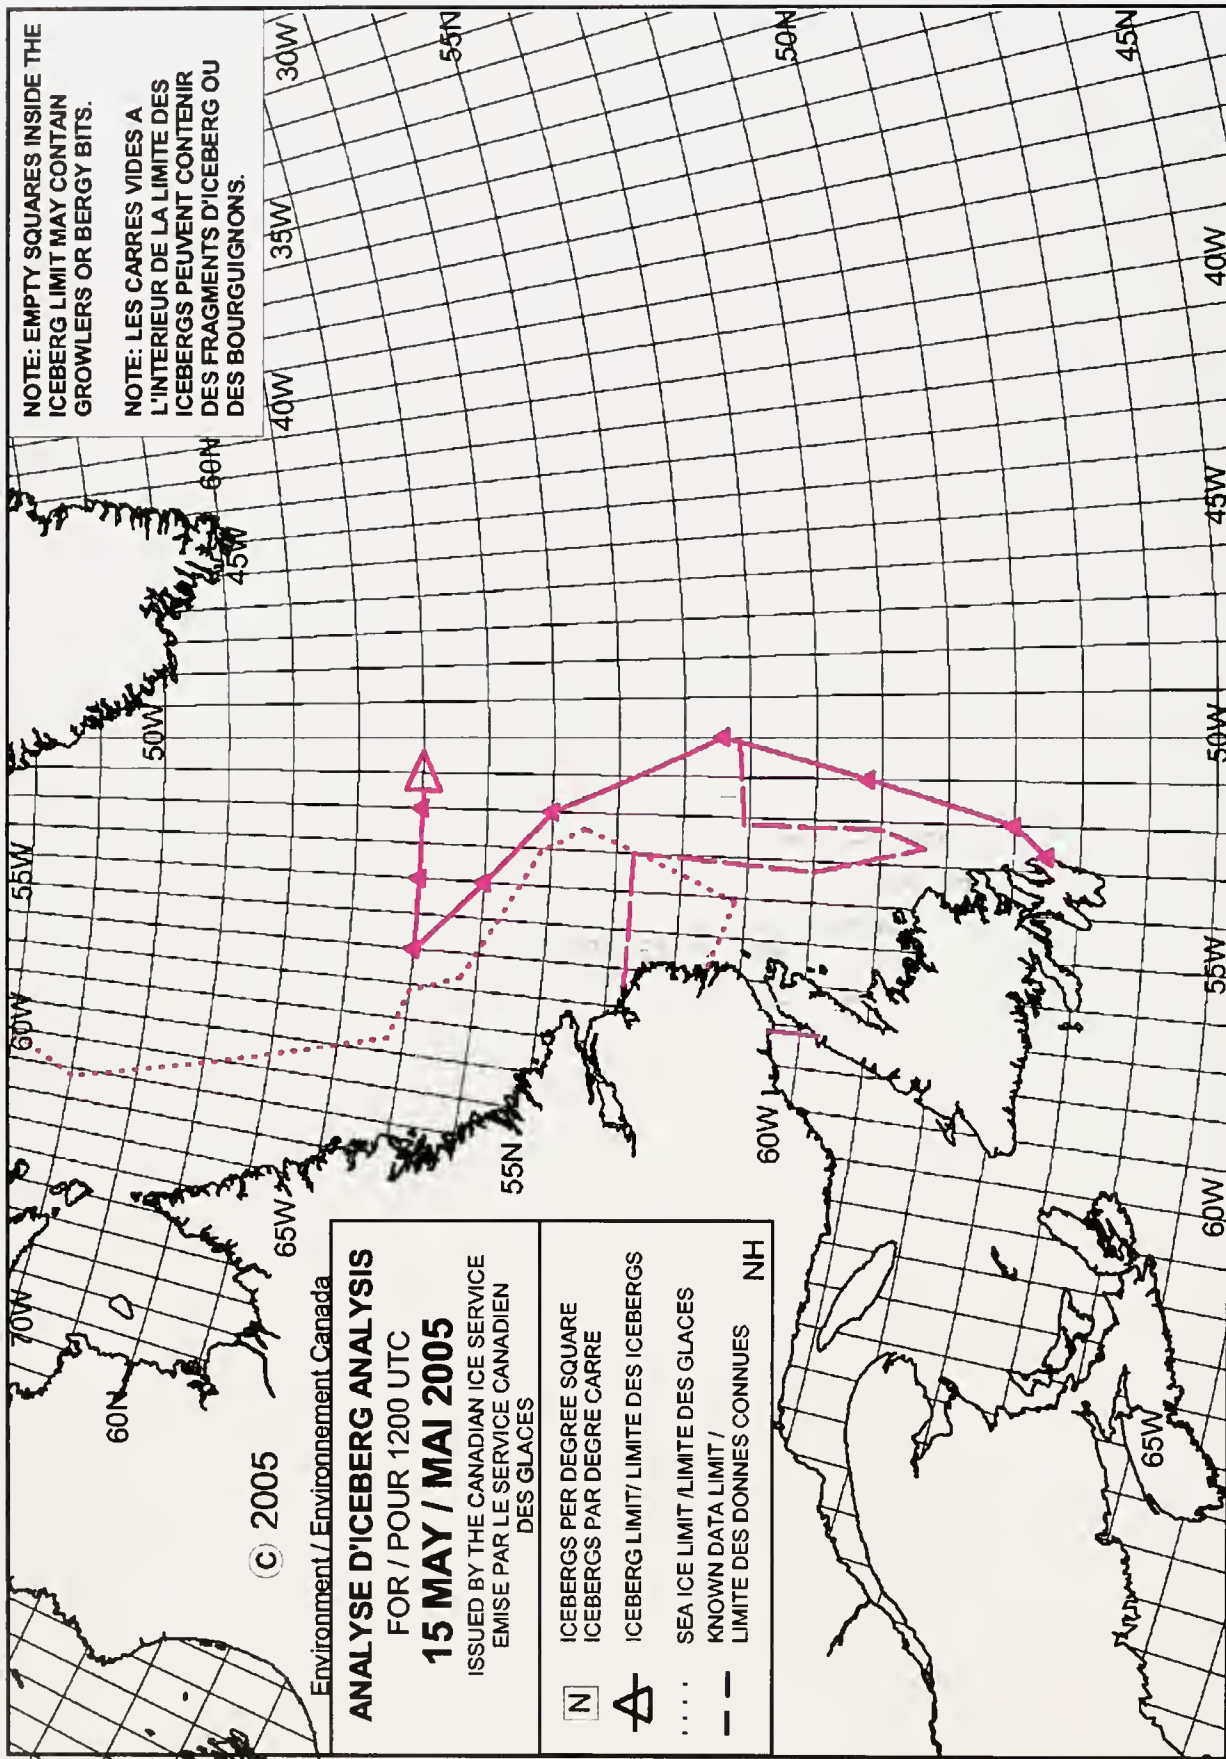 NOTE: EMPTY SQUARES INSIDE THE
ICEBERG LIMIT MAY CONTAIN
GROWLERS OR BERGY BITS.
NOTE: LES CARRES VIDES A
L'INTERIEUR DE LA LIMITE DES
ICEBERGS PEUVENT CONTENIR
DES FRAGMENTS D'ICEBERG OU
DES BOURGUIGNONS.
© 2005
Environment / Environnement Canada
ANALYSE D'ICEBERG ANALYSIS
FOR / POUR 1200 UTC
15 MAY / MAI 2005
ISSUED BY THE CANADIAN ICE SERVICE
EMISE PAR LE SERVICE CANADIEN
DES GLACES
N
ICEBERGS PER DEGREE SQUARE
ICEBERGS PAR DEGRE CARRE
ICEBERG LIMIT/ LIMITE DES ICEBERGS
SEA ICE LIMIT /LIMITE DES GLACES
KNOWN DATA LIMIT /
LIMITE DES DONNES CONNUES
NH
70W
60W
55W
60N
65W
50W
45W
60N
40W
35W
30W
55N
55N
50N
45N
60W
65W
60W
55W
50W
45W
40W